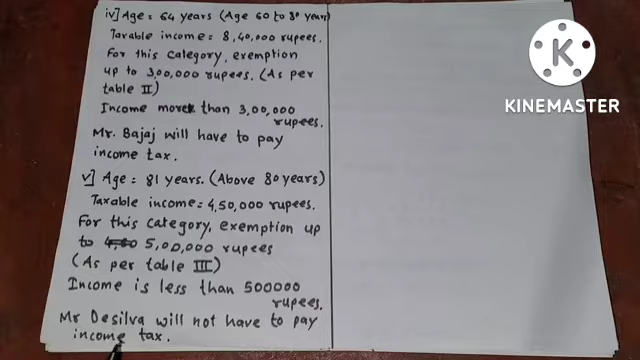 iv] Age = 64 years (Age 60 to 80 years)
Taxable income = 8,40,000 rupees.
For this category, exemption
up to 3,00,000 rupees. (As per
table II)
Income more than 3,00,000
rupees.
Mr. Bajaj will have to pay
income tax.
v] Age = 81 years. (Above 80 years)
Taxable income = 4,50,000 rupees.
For this category, exemption up
to 5,00,000 rupees
(As per table III)
Income is less than 500000
rupees.
Mr Desilva will not have to pay
income tax.
K
KINEMASTER